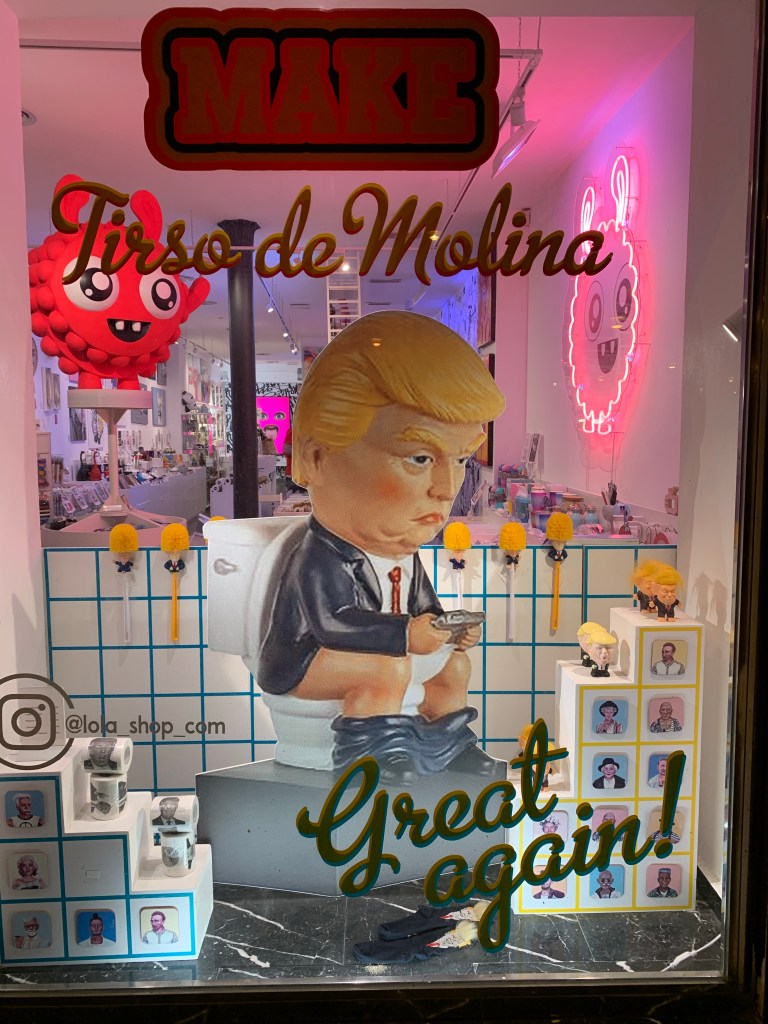 MAKE
Tirso de Molina
@lola_shop_com
Great
again!